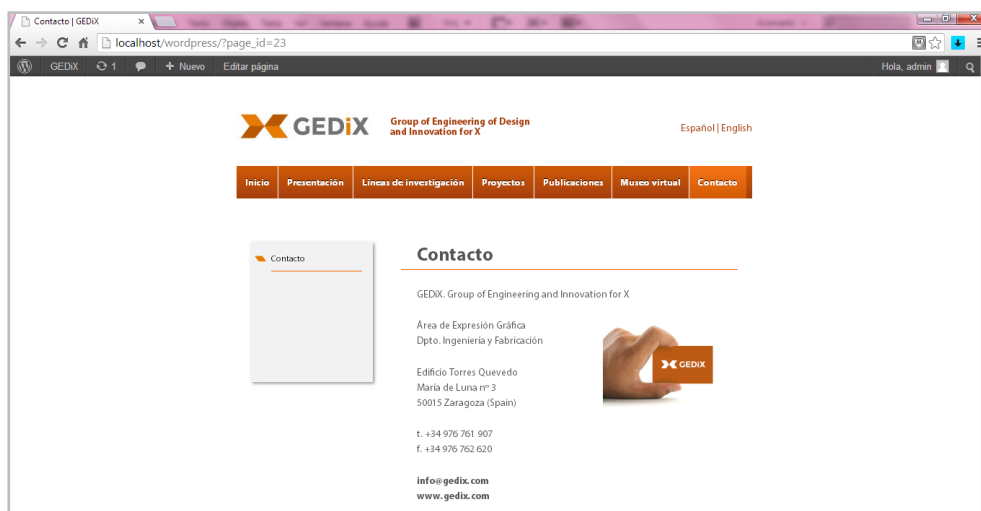 Contacto | GEDiX
localhost/wordpress/?page_id=23
GEDiX 1 + Nuevo Editar página Hola, admin
GEDiX
Group of Engineering of Design
and Innovation for X
Español | English
Inicio Presentación Líneas de investigación Proyectos Publicaciones Museo virtual Contacto
Contacto
Contacto
GEDiX. Group of Engineering and Innovation for X
Área de Expresión Gráfica
Dpto. Ingeniería y Fabricación
GEDiX
Edificio Torres Quevedo
María de Luna nº 3
50015 Zaragoza (Spain)
t. +34 976 761 907
f. +34 976 762 620
info@gedix.com
www.gedix.com